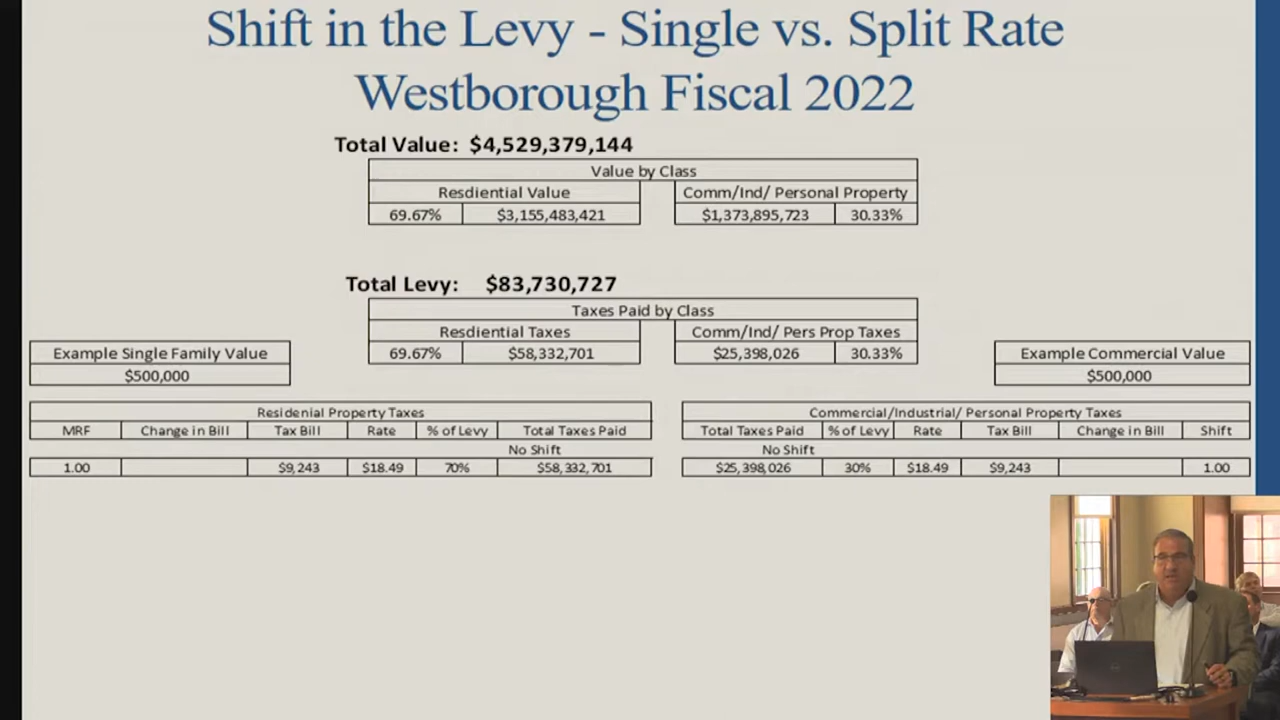 Shift in the Levy - Single vs. Split Rate
Westborough Fiscal 2022
Total Value: $4,529,379,144
Value by Class
Resdiential Value Comm/Ind/ Personal Property
69.67% $3,155,483,421 $1,373,895,723 30.33%
Total Levy: $83,730,727
Taxes Paid by Class
Resdiential Taxes Comm/Ind/ Pers Prop Taxes
69.67% $58,332,701 $25,398,026 30.33%
Example Single Family Value Example Commercial Value
$500,000 $500,000
Residenial Property Taxes Commercial/Industrial/ Personal Property Taxes
MRF Change in Bill Tax Bill Rate % of Levy Total Taxes Paid Total Taxes Paid % of Levy Rate Tax Bill Change in Bill Shift
No Shift No Shift
1.00 $9,243 $18.49 70% $58,332,701 $25,398,026 30% $18.49 $9,243 1.00